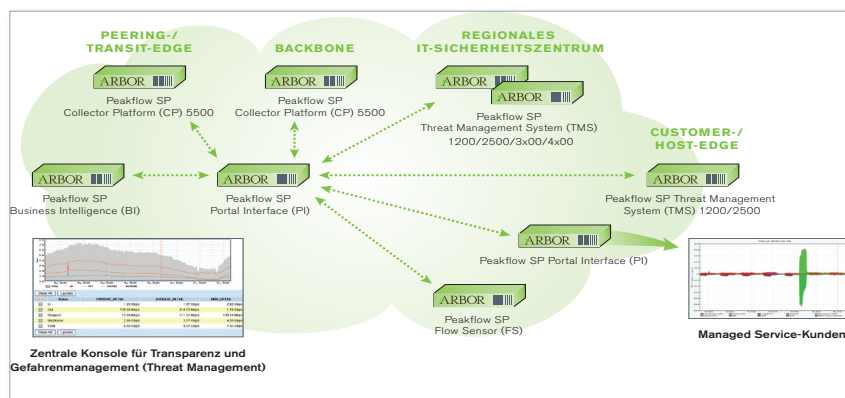 PEERING-/
TRANSIT-EDGE
BACKBONE
REGIONALES
IT-SICHERHEITSZENTRUM
ARBOR
ARBOR
ARBOR
ARBOR
Peakflow SP
Collector Platform (CP) 5500
Peakflow SP
Collector Platform (CP) 5500
Peakflow SP
Threat Management System (TMS)
1200/2500/3x00/4x00
CUSTOMER-/
HOST-EDGE
ARBOR
ARBOR
ARBOR
Peakflow SP
Business Intelligence (BI)
Peakflow SP
Portal Interface (PI)
Peakflow SP Threat Management
System (TMS) 1200/2500
ARBOR
Peakflow SP Portal Interface (PI)
ARBOR
Peakflow SP
Flow Sensor (FS)
Zentrale Konsole für Transparenz und
Gefahrenmanagement (Threat Management)
Managed Service-Kunden